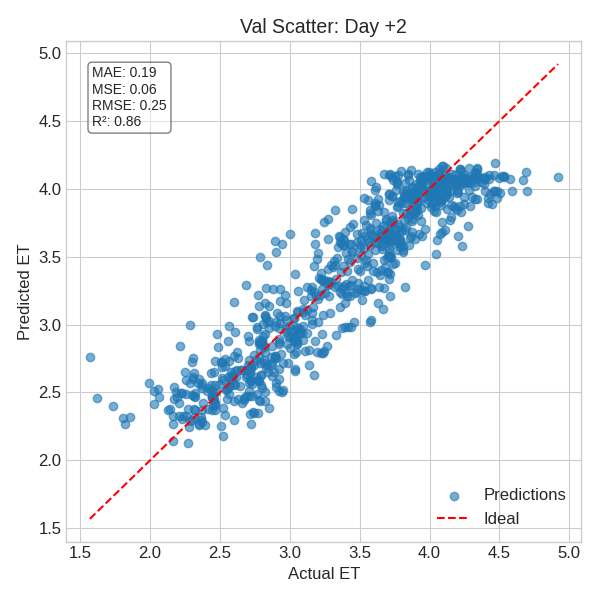 Val Scatter: Day +2
MAE: 0.19
MSE: 0.06
RMSE: 0.25
R²: 0.86
Predicted ET
5.0
4.5
4.0
3.5
3.0
2.5
2.0
1.5
Predictions
Ideal
1.5 2.0 2.5 3.0 3.5 4.0 4.5 5.0
Actual ET